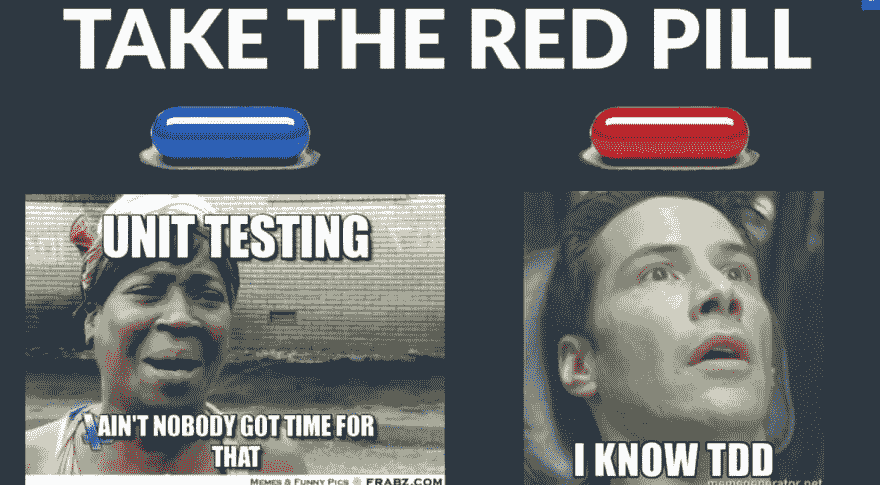 TAKE THE RED PILL
UNIT TESTING
AIN'T NOBODY GOT TIME FOR
THAT
MEMES & FUNNY PICS FRABZ.COM
I KNOW TDD
memegenerator.net